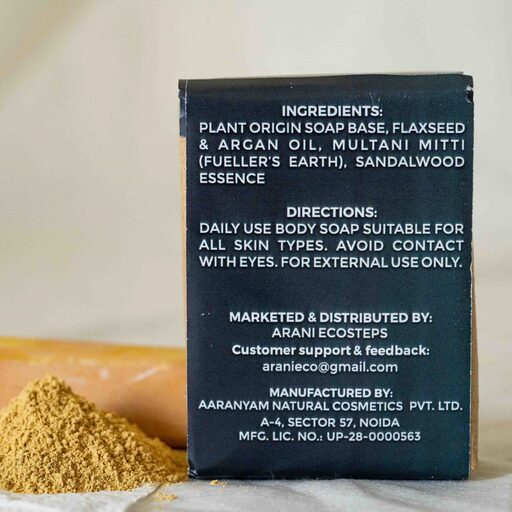 INGREDIENTS:
PLANT ORIGIN SOAP BASE, FLAXSEED
& ARGAN OIL, MULTANI MITTI
(FUELLER'S EARTH), SANDALWOOD
ESSENCE
DIRECTIONS:
DAILY USE BODY SOAP SUITABLE FOR
ALL SKIN TYPES. AVOID CONTACT
WITH EYES. FOR EXTERNAL USE ONLY.
MARKETED & DISTRIBUTED BY:
ARANI ECOSTEPS
Customer support & feedback:
aranieco@gmail.com
MANUFACTURED BY:
AARANYAM NATURAL COSMETICS PVT. LTD.
A-4, SECTOR 57, NOIDA
MFG. LIC. NO.: UP-28-0000563